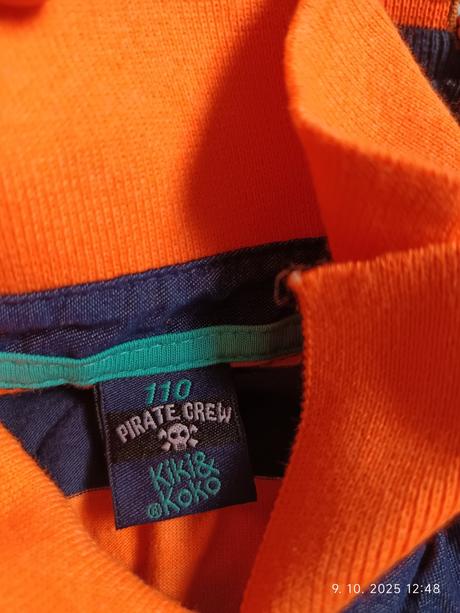 110
PIRATE CREW
Kiki&
®Koko
9. 10. 2025 12:48